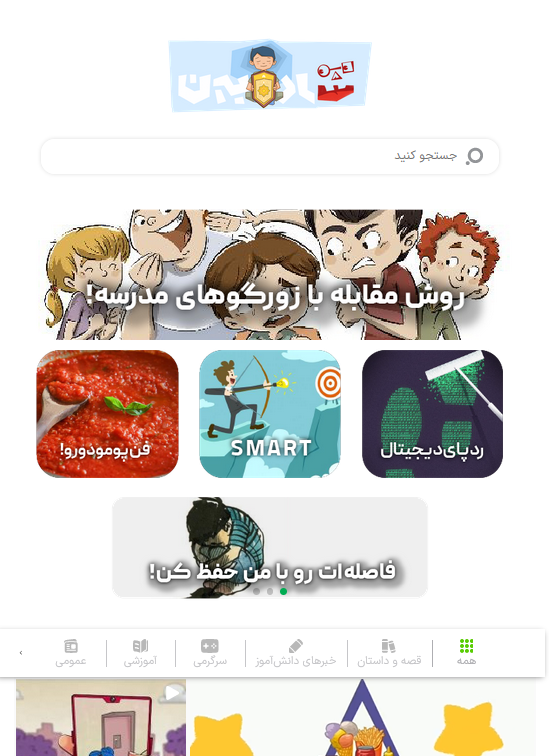 جستجو کنید
روش مقابله با زورگوهای مدرسه!
ردپای‌دیجیتال
SMART
فن‌پومودورو!
فاصله‌ات رو با من حفظ کن!
همه
قصه و داستان
خبرهای دانش‌آموز
سرگرمی
آموزشی
عمومی